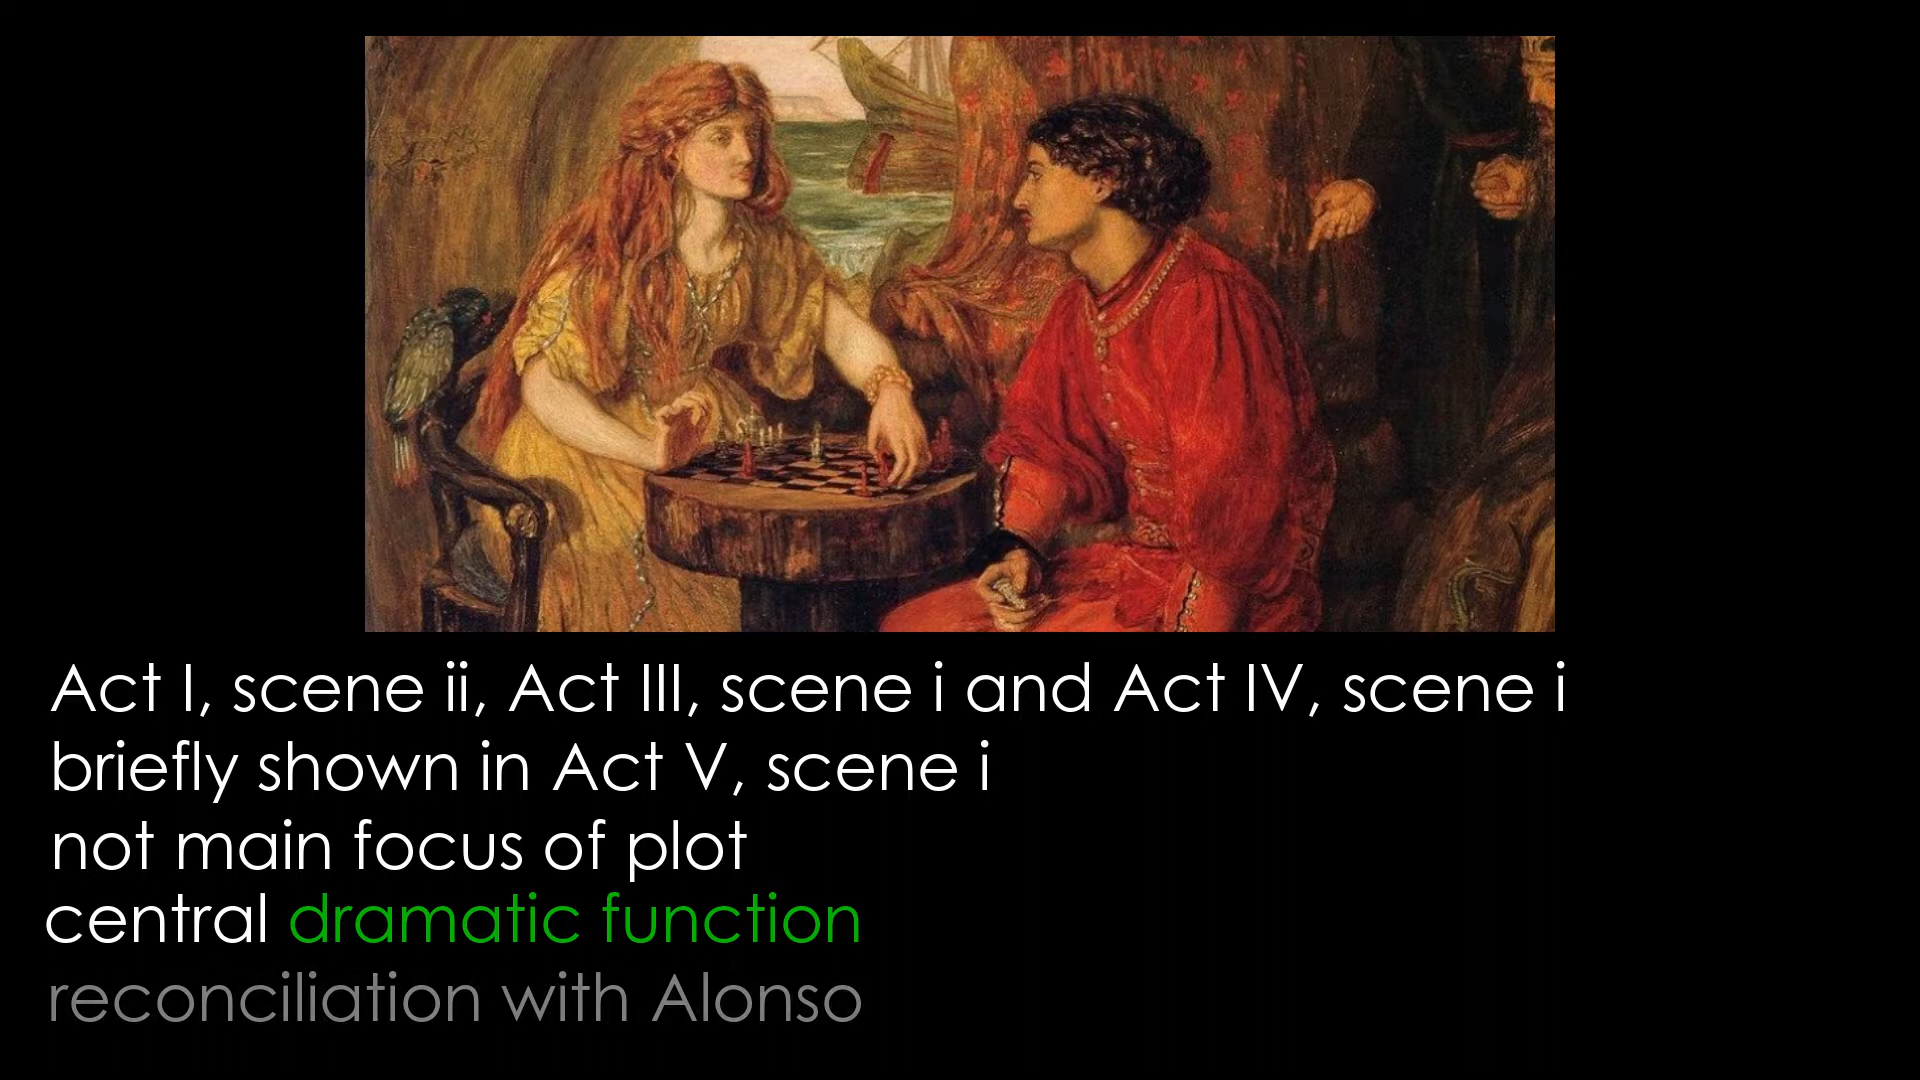 Act I, scene ii, Act III, scene i and Act IV, scene i
briefly shown in Act V, scene i
not main focus of plot
central dramatic function
reconciliation with Alonso